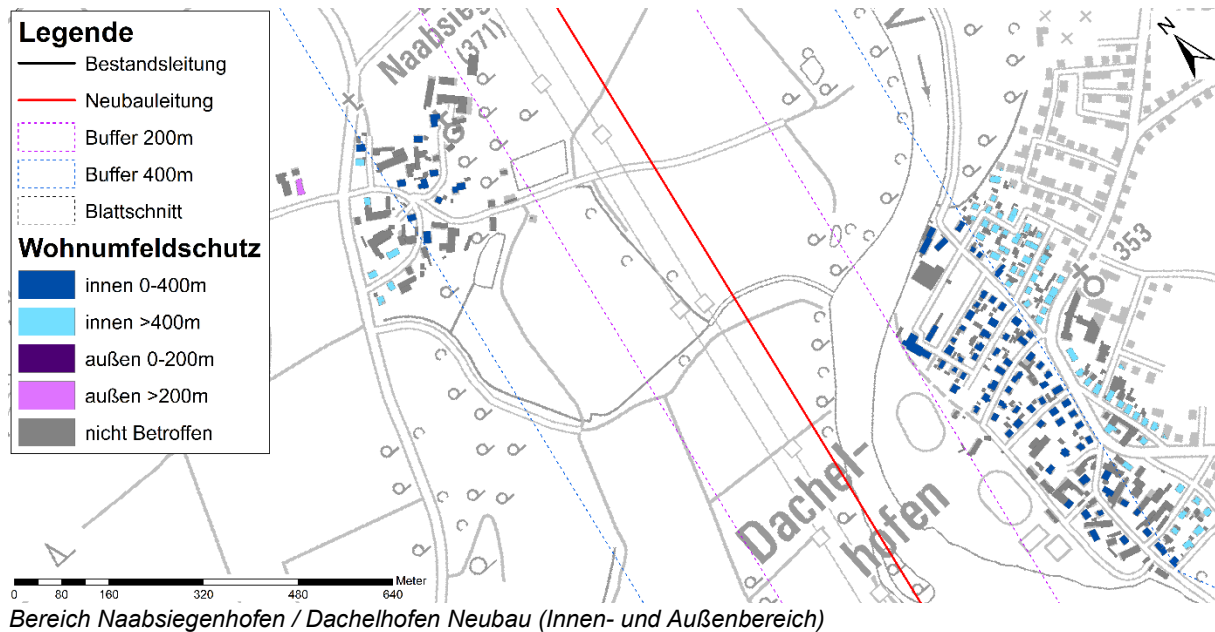 Legende
Bestandsleitung
Neubauleitung
Buffer 200m
Buffer 400m
Blattschnitt
Wohnumfeldschutz
innen 0-400m
innen >400m
außen 0-200m
außen >200m
nicht Betroffen
(371)
N
353
Dachel-
hofen
0 80 160 320 480 640 Meter
Bereich Naabsiegenhofen / Dachelhofen Neubau (Innen- und Außenbereich)